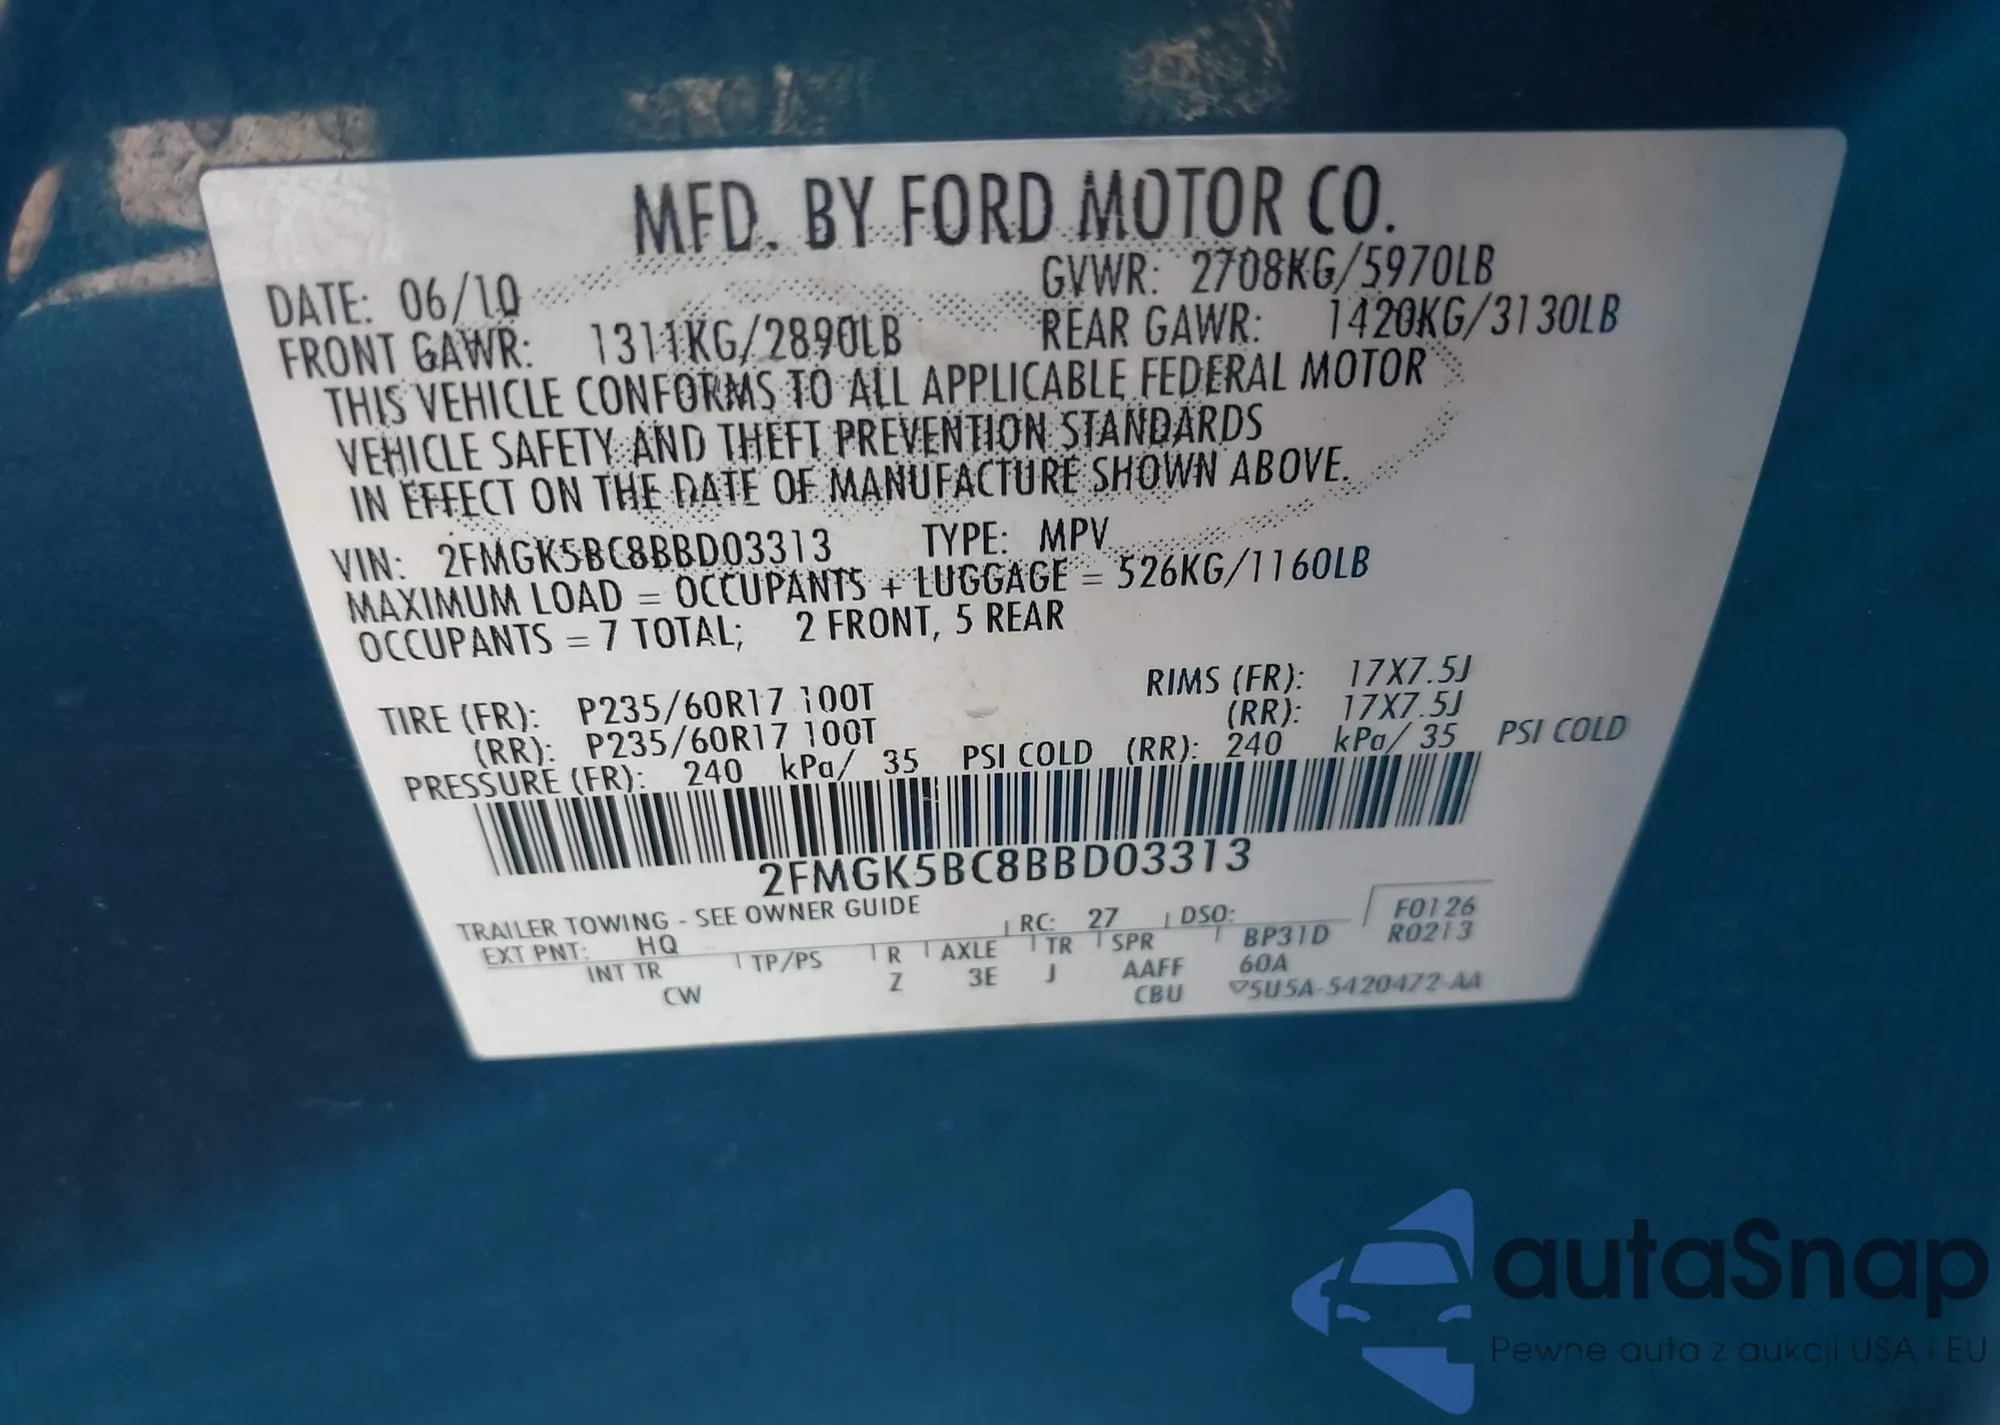 MFD. BY FORD MOTOR CO.
DATE: 06/10 GVWR: 2708KG/5970LB
FRONT GAWR: 1311KG/2890LB REAR GAWR: 1420KG/3130LB
THIS VEHICLE CONFORMS TO ALL APPLICABLE FEDERAL MOTOR
VEHICLE SAFETY AND THEFT PREVENTION STANDARDS
IN EFFECT ON THE DATE OF MANUFACTURE SHOWN ABOVE.
VIN: 2FMGK5BC8BBD03313 TYPE: MPV
MAXIMUM LOAD = OCCUPANTS + LUGGAGE = 526KG/1160LB
OCCUPANTS = 7 TOTAL; 2 FRONT, 5 REAR
TIRE (FR): P235/60R17 100T RIMS (FR): 17X7.5J
(RR): P235/60R17 100T (RR): 17X7.5J
PRESSURE (FR): 240 kPa/ 35 PSI COLD (RR): 240 kPa/ 35 PSI COLD
2FMGK5BC8BBD03313
TRAILER TOWING - SEE OWNER GUIDE
EXT PNT: HQ RC: 27 DSO: F0126
INT TR TP/PS R AXLE TR SPR BP31D R0213
CW Z 3E J AAFF 60A
CBU ▽5U5A-5420472-AA
autaSnap
Pewne auta z aukcji USA i EU